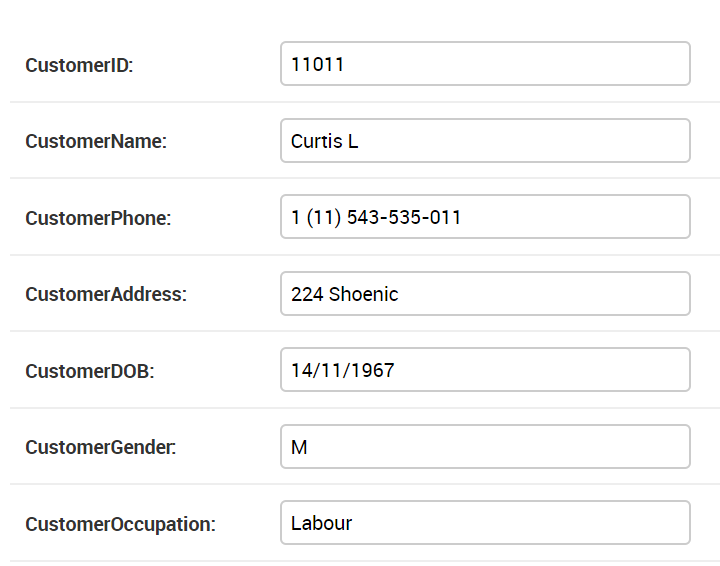 CustomerID: 11011
CustomerName: Curtis L
CustomerPhone: 1 (11) 543-535-011
CustomerAddress: 224 Shoenic
CustomerDOB: 14/11/1967
CustomerGender: M
CustomerOccupation: Labour